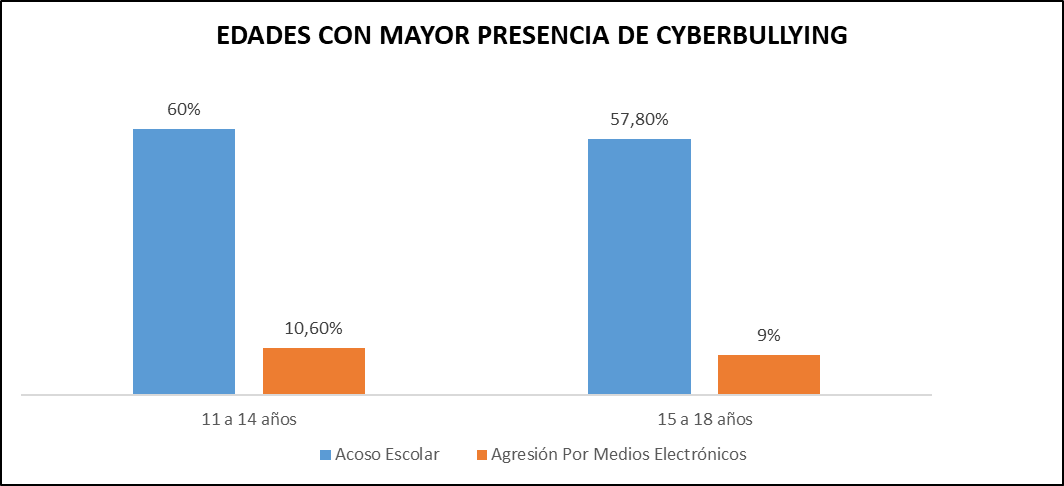 EDADES CON MAYOR PRESENCIA DE CYBERBULLYING
60%
57,80%
10,60%
9%
11 a 14 años
15 a 18 años
Acoso Escolar
Agresión Por Medios Electrónicos